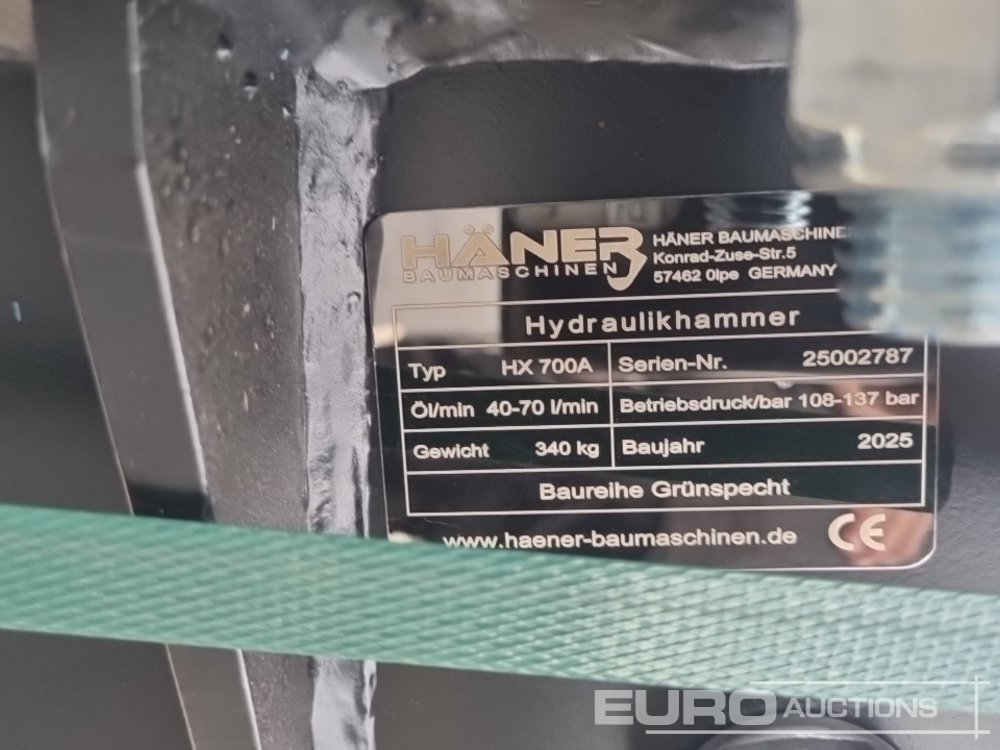 HÄNER
BAUMASCHINEN
HÄNER BAUMASCHINE
Konrad-Zuse-Str.5
57462 Olpe GERMANY
Hydraulikhammer
Typ HX 700A Serien-Nr. 25002787
Öl/min 40-70 l/min Betriebsdruck/bar 108-137 bar
Gewicht 340 kg Baujahr 2025
Baureihe Grünspecht
www.haener-baumaschinen.de CE
EURO AUCTIONS